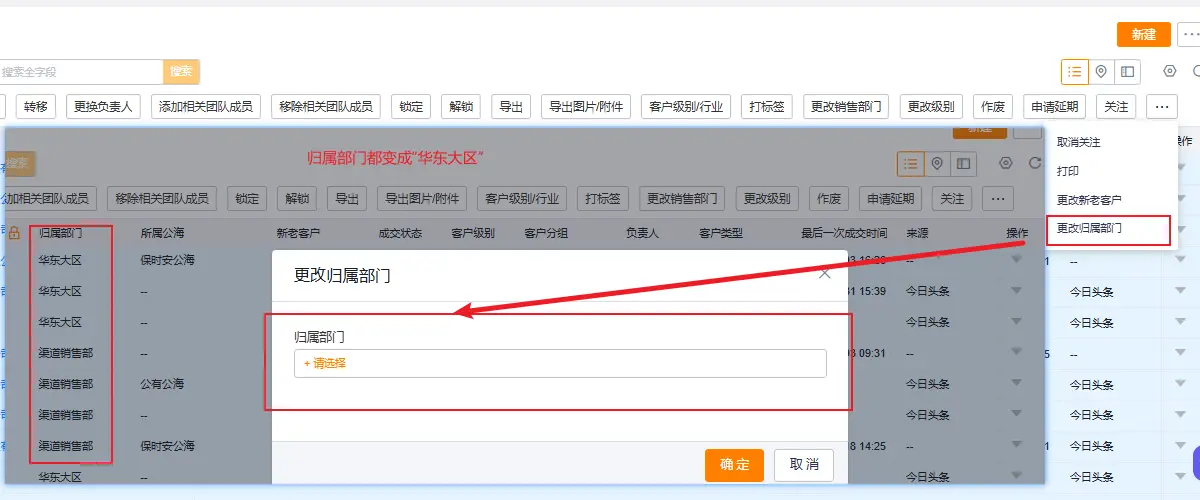 新建 ...
搜索全字段 搜索
转移 更换负责人 添加相关团队成员 移除相关团队成员 锁定 解锁 导出 导出图片/附件 客户级别/行业 打标签 更改销售部门 更改级别 作废 申请延期 关注 ...
取消关注
打印
更改新老客户
更改归属部门
归属部门都变成“华东大区”
搜索
加相关团队成员 移除相关团队成员 锁定 解锁 导出 导出图片/附件 客户级别/行业 打标签 更改销售部门 更改级别 作废 申请延期 关注 ...
归属部门 所属公海 新老客户 成交状态 客户级别 客户分组 负责人 客户类型 最后一次成交时间 来源 操作
华东大区 保时安公海 -- --
华东大区 -- 15:39 今日头条 今日头条
华东大区 -- 今日头条 今日头条
渠道销售部 -- 09:31 -- --
渠道销售部 公有公海 今日头条 今日头条
渠道销售部 -- 今日头条 今日头条
渠道销售部 保时安公海 14:25 -- 今日头条
华东大区 -- 今日头条 今日头条
更改归属部门
归属部门
+ 请选择
确定 取消